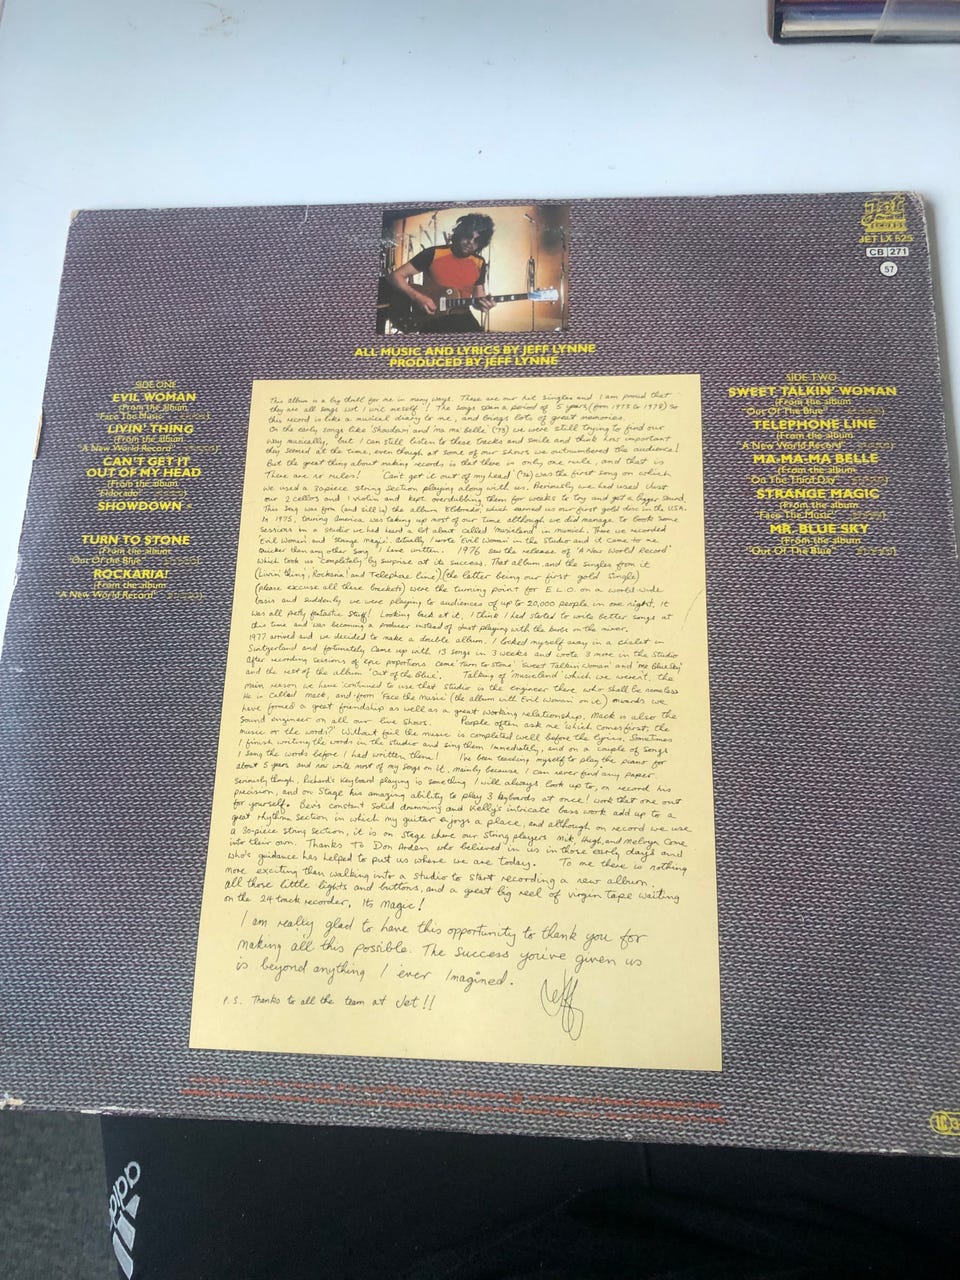 JET
RECORDS
JET LX 525
CB 271
57
ALL MUSIC AND LYRICS BY JEFF LYNNE
PRODUCED BY JEFF LYNNE
SIDE ONE
EVIL WOMAN
(From the album
"Face The Music"
LIVIN' THING
(From the album
"A New World Record"
CAN'T GET IT
OUT OF MY HEAD
(From the album
"Eldorado"
SHOWDOWN
TURN TO STONE
(From the album
"Out Of the Blue"
ROCKARIA!
(From the album
"A New World Record"
This album is a big thrill for me in many ways. These are our hit singles and I am proud that
they are all songs wot I writ meself! The songs span a period of 5 years (from 1973 to 1978) so
this record is like a musical diary to me, and brings lots of great memories.
On the early songs like 'Showdown' and 'ma ma Belle' ('73) we were still trying to find our
way musically, but I can still listen to these tracks and smile and think how important
they seemed at the time, even though at some of our shows we outnumbered the audience!
But the great thing about making records is that there is only one rule, and that is
There are no rules! 'Can't get it out of my head' ('74) was the first song on which
we used a 30 piece string section playing along with us. Previously we had used just
our 2 cellos and 1 violin and kept overdubbing them for weeks to try and get a bigger sound.
This song was from (and still is) the album 'Eldorado', which earned us our first gold disc in the U.S.A.
In 1975, touring America was taking up most of our time although we did manage to book some
sessions in a studio we had heard a lot about called 'Musicland' in Munich. There we recorded
'Evil Woman' and 'Strange Magic'. Actually I wrote 'Evil Woman' in the studio and it came to me
quicker than any other song I have written. 1976 saw the release of 'A New World Record'
which took us 'completely' by surprise at its success. That album, and the singles from it
(Livin' thing, Rockaria! and Telephone line) (the latter being our first gold single)
(please excuse all these brackets) were the turning point for E.L.O. on a world wide
basis and suddenly we were playing to audiences of up to 20,000 people in one night, it
was all pretty fantastic stuff! Looking back at it, I think I had started to write better songs at
this time and was becoming a producer instead of just playing with the knobs on the mixer.
1977 arrived and we decided to make a double album. I locked myself away in a chalet in
Switzerland and fortunately came up with 13 songs in 3 weeks and wrote 3 more in the studio
After recording sessions of epic proportions came 'Turn to Stone' 'Sweet Talkin' Woman' and 'Mr Blue Sky'
and the rest of the album 'Out of the Blue'. Talking of 'Musicland' which we weren't, the
main reason we have continued to use that studio is the engineer there, who shall be nameless
He is called Mack, and from 'Face the Music' (the album with Evil Woman on it) onwards we
have formed a great friendship as well as a great working relationship. Mack is also the
sound engineer on all our live shows. People often ask me 'which comes first, the
music or the words?' Without fail the music is completed well before the lyrics. Sometimes
I finish writing the words in the studio and sing them immediately, and on a couple of songs
I sang the words before I had written them! I've been teaching myself to play the piano for
about 5 years and now write most of my songs on it, mainly because I can never find any paper
Seriously though, Richard's keyboard playing is something I will always look up to, on record his
precision, and on stage his amazing ability to play 3 keyboards at once! work that one out
for yourself. Bev's constant solid drumming and Kelly's intricate bass work add up to a
great rhythm section in which my guitar enjoys a place, and although on record we use
a 30-piece string section, it is on stage where our string players Mik, Hugh, and Melvyn come
into their own. Thanks to Don Arden who believed in us in those early days and
who's guidance has helped to put us where we are today. To me there is nothing
more exciting than walking into a studio to start recording a new album.
all those little lights and buttons, and a great big reel of virgin tape waiting
on the 24 track recorder. Its magic!
I am really glad to have this opportunity to thank you for
making all this possible. The success you've given us
is beyond anything I ever imagined.
Jeff
P.S. Thanks to all the team at Jet!!
SIDE TWO
SWEET TALKIN' WOMAN
(From the album
"Out Of The Blue"
TELEPHONE LINE
(From the album
"A New World Record"
MA-MA-MA BELLE
(From the album
"On The Third Day"
STRANGE MAGIC
(From the album
"Face The Music"
MR. BLUE SKY
(From the album
"Out Of The Blue"
adidas